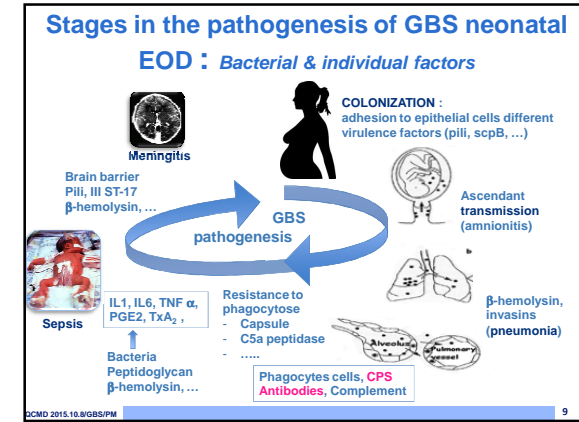 Stages in the pathogenesis of GBS neonatal
EOD : Bacterial & individual factors
COLONIZATION :
adhesion to epithelial cells different
virulence factors (pili, scpB, …)
Meningitis
Brain barrier
Pili, III ST-17
β-hemolysin, …
GBS
pathogenesis
Ascendant
transmission
(amnionitis)
b
Sepsis
IL1, IL6, TNF α,
PGE2, TxA2 ,
Bacteria
Peptidoglycan
β-hemolysin, …
Resistance to
phagocytose
- Capsule
- C5a peptidase
- …..
β-hemolysin,
invasins
(pneumonia)
Alveolus
Pulmonary
vessel
Phagocytes cells, CPS
Antibodies, Complement
QCMD 2015.10.8/GBS/PM
9